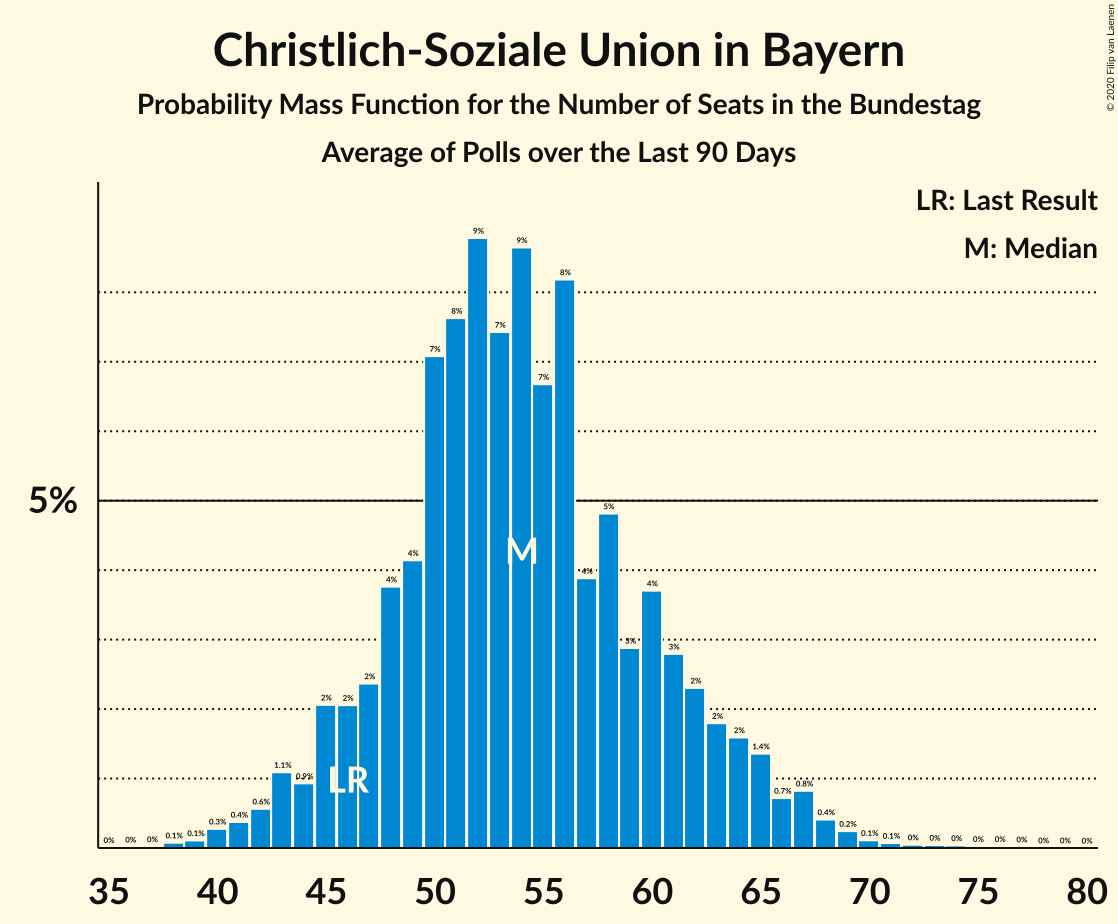 Christlich-Soziale Union in Bayern
Probability Mass Function for the Number of Seats in the Bundestag
Average of Polls over the Last 90 Days
© 2020 Filip van Laenen
LR: Last Result
M: Median
5%
0% 0% 0% 0.1% 0.1% 0.3% 0.4% 0.6% 1.1% 0.9% 2% 2% 2% 4% 4% 7% 8% 9% 7% 9% 7% 8% 4% 5% 3% 4% 3% 2% 2% 2% 1.4% 0.7% 0.8% 0.4% 0.2% 0.1% 0.1% 0% 0% 0% 0% 0% 0% 0% 0% 0%
M
LR
35 40 45 50 55 60 65 70 75 80